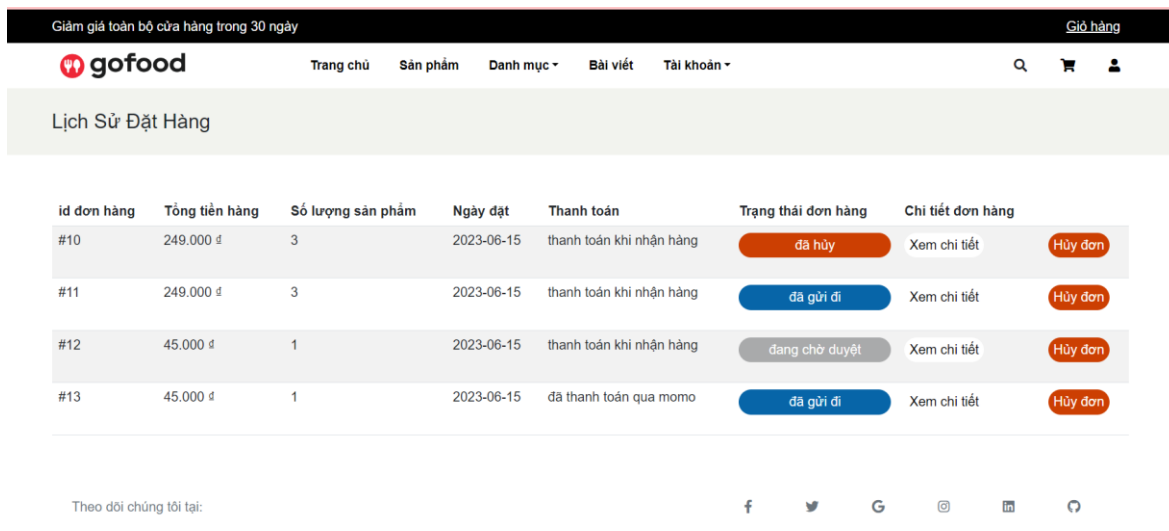 Giảm giá toàn bộ cửa hàng trong 30 ngày Giỏ hàng
gofood Trang chủ Sản phẩm Danh mục Bài viết Tài khoản
Lịch Sử Đặt Hàng
id đơn hàng Tổng tiền hàng Số lượng sản phẩm Ngày đặt Thanh toán Trạng thái đơn hàng Chi tiết đơn hàng
#10 249.000 ₫ 3 2023-06-15 thanh toán khi nhận hàng đã hủy Xem chi tiết Hủy đơn
#11 249.000 ₫ 3 2023-06-15 thanh toán khi nhận hàng đã gửi đi Xem chi tiết Hủy đơn
#12 45.000 ₫ 1 2023-06-15 thanh toán khi nhận hàng đang chờ duyệt Xem chi tiết Hủy đơn
#13 45.000 ₫ 1 2023-06-15 đã thanh toán qua momo đã gửi đi Xem chi tiết Hủy đơn
Theo dõi chúng tôi tại: